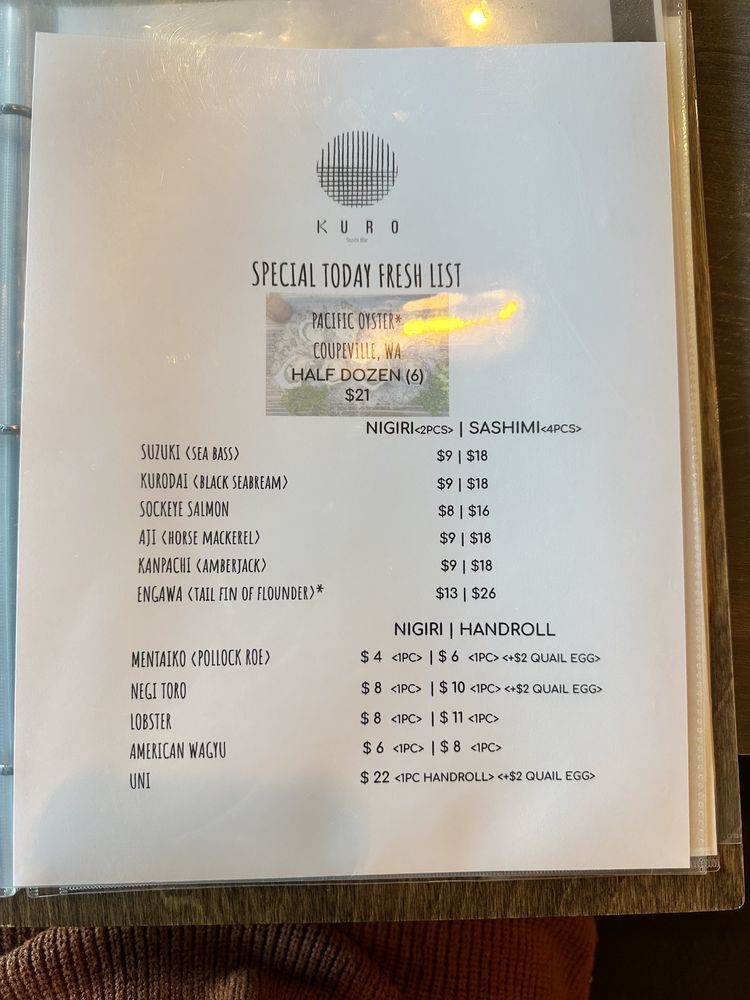 KURO
Sushi Bar
SPECIAL TODAY FRESH LIST
PACIFIC OYSTER*
COUPEVILLE, WA
HALF DOZEN (6)
$21
NIGIRI<2PCS> | SASHIMI<4PCS>
SUZUKI <SEA BASS> $9 | $18
KURODAI <BLACK SEABREAM> $9 | $18
SOCKEYE SALMON $8 | $16
AJI <HORSE MACKEREL> $9 | $18
KANPACHI <AMBERJACK> $9 | $18
ENGAWA <TAIL FIN OF FLOUNDER>* $13 | $26
NIGIRI | HANDROLL
MENTAIKO <POLLOCK ROE> $ 4 <1PC> | $ 6 <1PC> <+$2 QUAIL EGG>
NEGI TORO $ 8 <1PC> | $ 10 <1PC> <+$2 QUAIL EGG>
LOBSTER $ 8 <1PC> | $ 11 <1PC>
AMERICAN WAGYU $ 6 <1PC> | $ 8 <1PC>
UNI $ 22 <1PC HANDROLL> <+$2 QUAIL EGG>